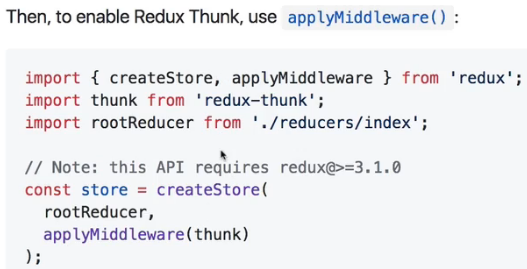 Then, to enable Redux Thunk, use applyMiddleware() :
import { createStore, applyMiddleware } from 'redux';
import thunk from 'redux-thunk';
import rootReducer from './reducers/index';
// Note: this API requires redux@>=3.1.0
const store = createStore(
rootReducer,
applyMiddleware(thunk)
);